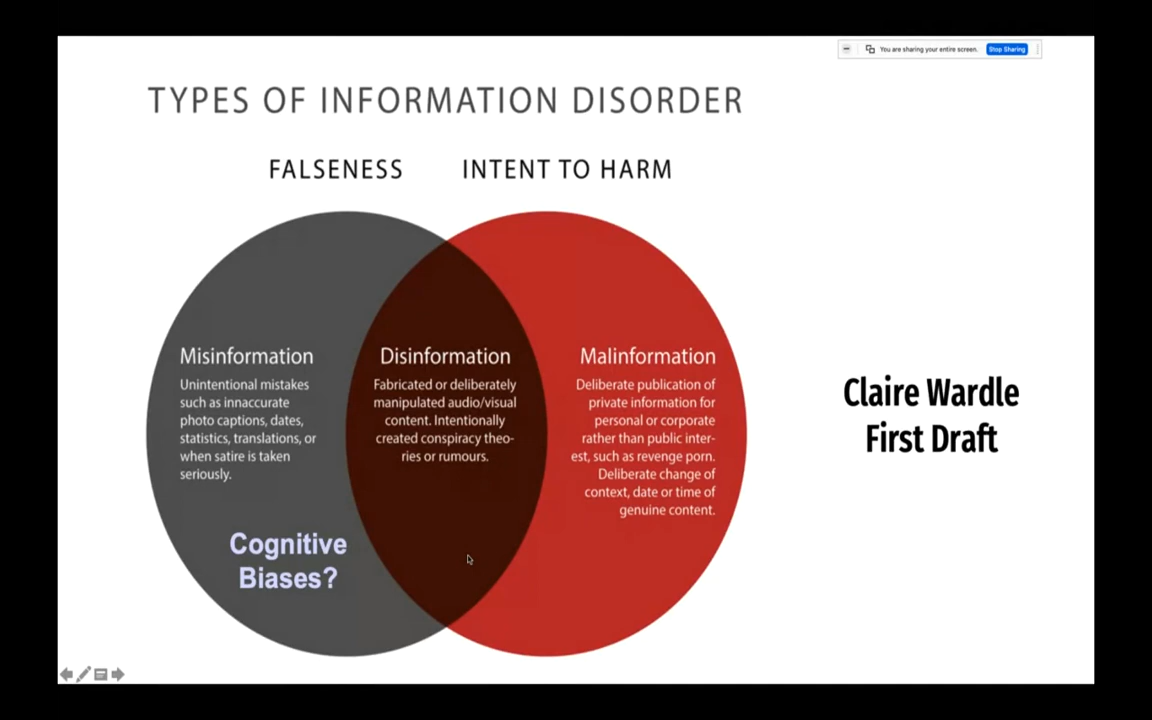 You are sharing your entire screen.
Stop Sharing
TYPES OF INFORMATION DISORDER
FALSENESS
INTENT TO HARM
Misinformation
Unintentional mistakes
such as innaccurate
photo captions, dates,
statistics, translations, or
when satire is taken
seriously.
Cognitive
Biases?
Disinformation
Fabricated or deliberately
manipulated audio/visual
content. Intentionally
created conspiracy theo-
ries or rumours.
Malinformation
Deliberate publication of
private information for
personal or corporate
rather than public inter-
est, such as revenge porn.
Deliberate change of
context, date or time of
genuine content.
Claire Wardle
First Draft